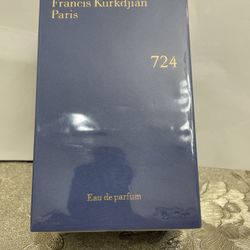 Francis Kurkdjian
Paris
724
Eau de parfum